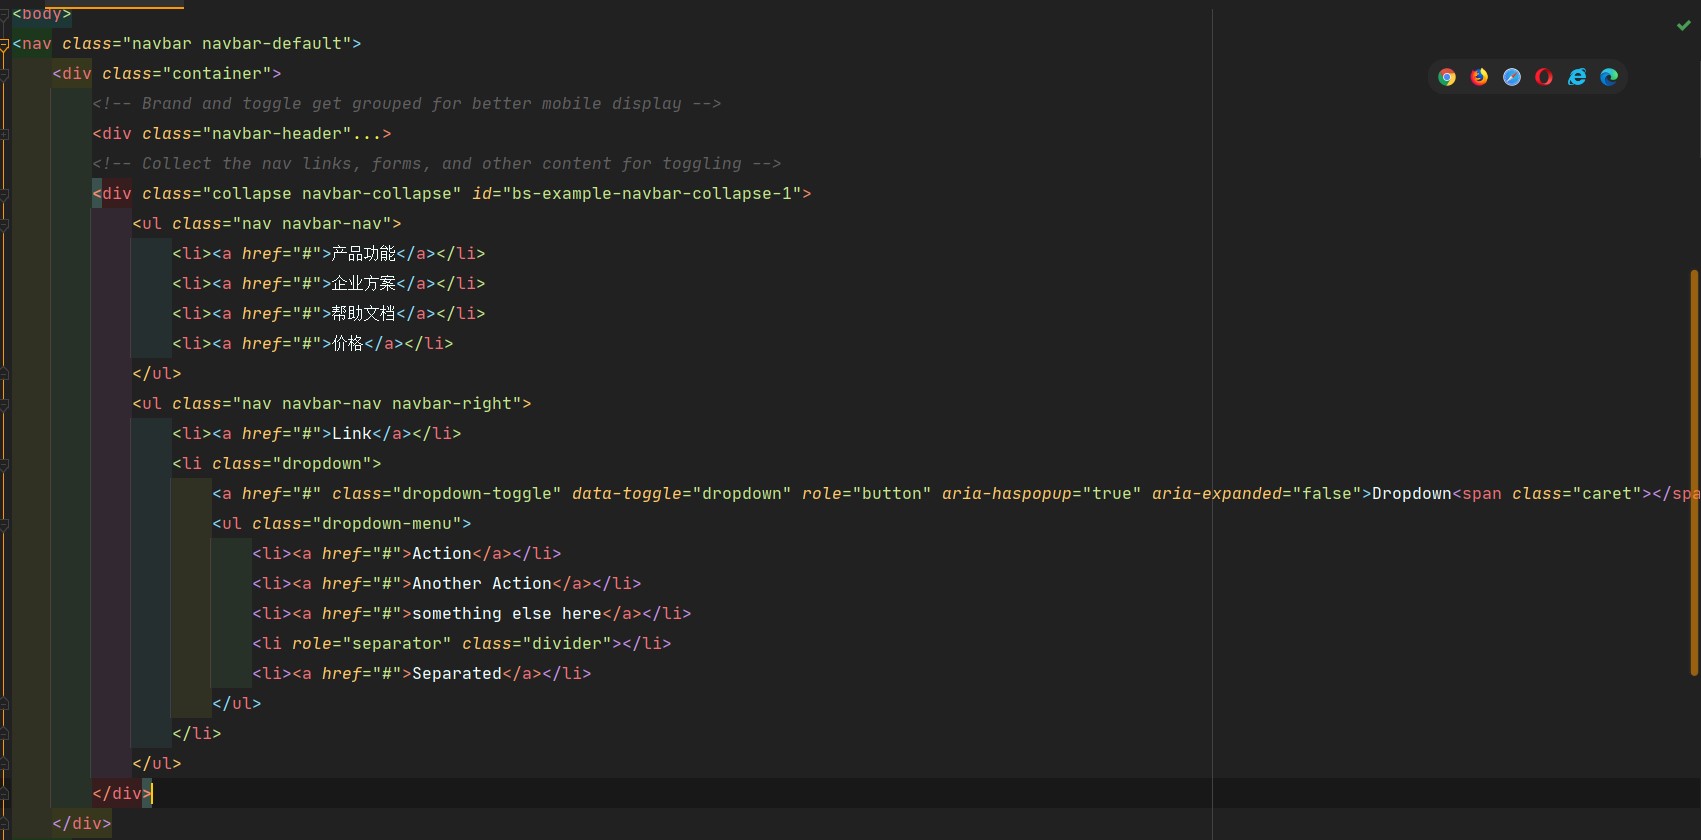 <body>
<nav class="navbar navbar-default">
<div class="container">
<!-- Brand and toggle get grouped for better mobile display -->
<div class="navbar-header"...>
<!-- Collect the nav links, forms, and other content for toggling -->
<div class="collapse navbar-collapse" id="bs-example-navbar-collapse-1">
<ul class="nav navbar-nav">
<li><a href="#">产品功能</a></li>
<li><a href="#">企业方案</a></li>
<li><a href="#">帮助文档</a></li>
<li><a href="#">价格</a></li>
</ul>
<ul class="nav navbar-nav navbar-right">
<li><a href="#">Link</a></li>
<li class="dropdown">
<a href="#" class="dropdown-toggle" data-toggle="dropdown" role="button" aria-haspopup="true" aria-expanded="false">Dropdown<span class="caret"></spa
<ul class="dropdown-menu">
<li><a href="#">Action</a></li>
<li><a href="#">Another Action</a></li>
<li><a href="#">something else here</a></li>
<li role="separator" class="divider"></li>
<li><a href="#">Separated</a></li>
</ul>
</li>
</ul>
</div>
</div>